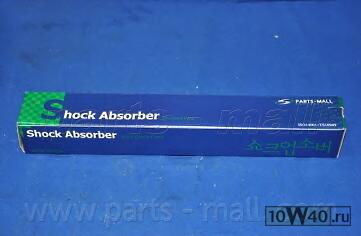 Shock Absorber
PARTS-MALL
Shock Absorber
쇼크업소버
www.parts-mall.com
10W40.ru